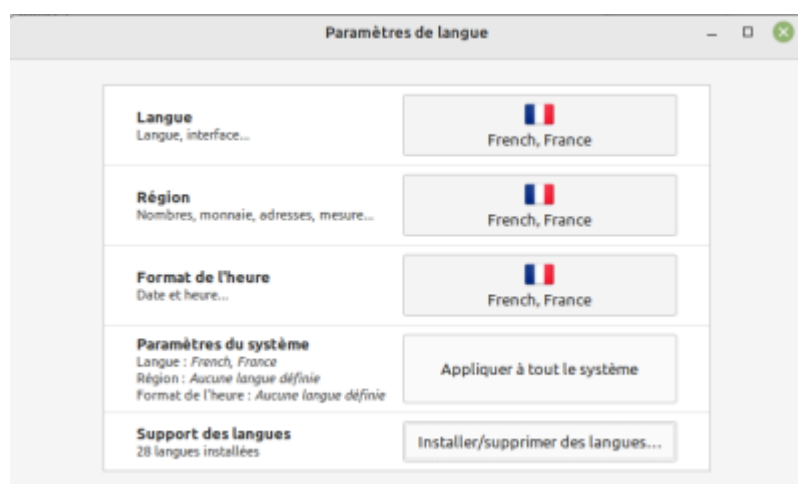 Paramètres de langue
Langue
Langue, interface...
French, France
Région
Nombres, monnaie, adresses, mesure...
French, France
Format de l'heure
Date et heure...
French, France
Paramètres du système
Langue : French, France
Région : Aucune langue définie
Format de l'heure : Aucune langue définie
Appliquer à tout le système
Support des langues
28 langues installées
Installer/supprimer des langues...